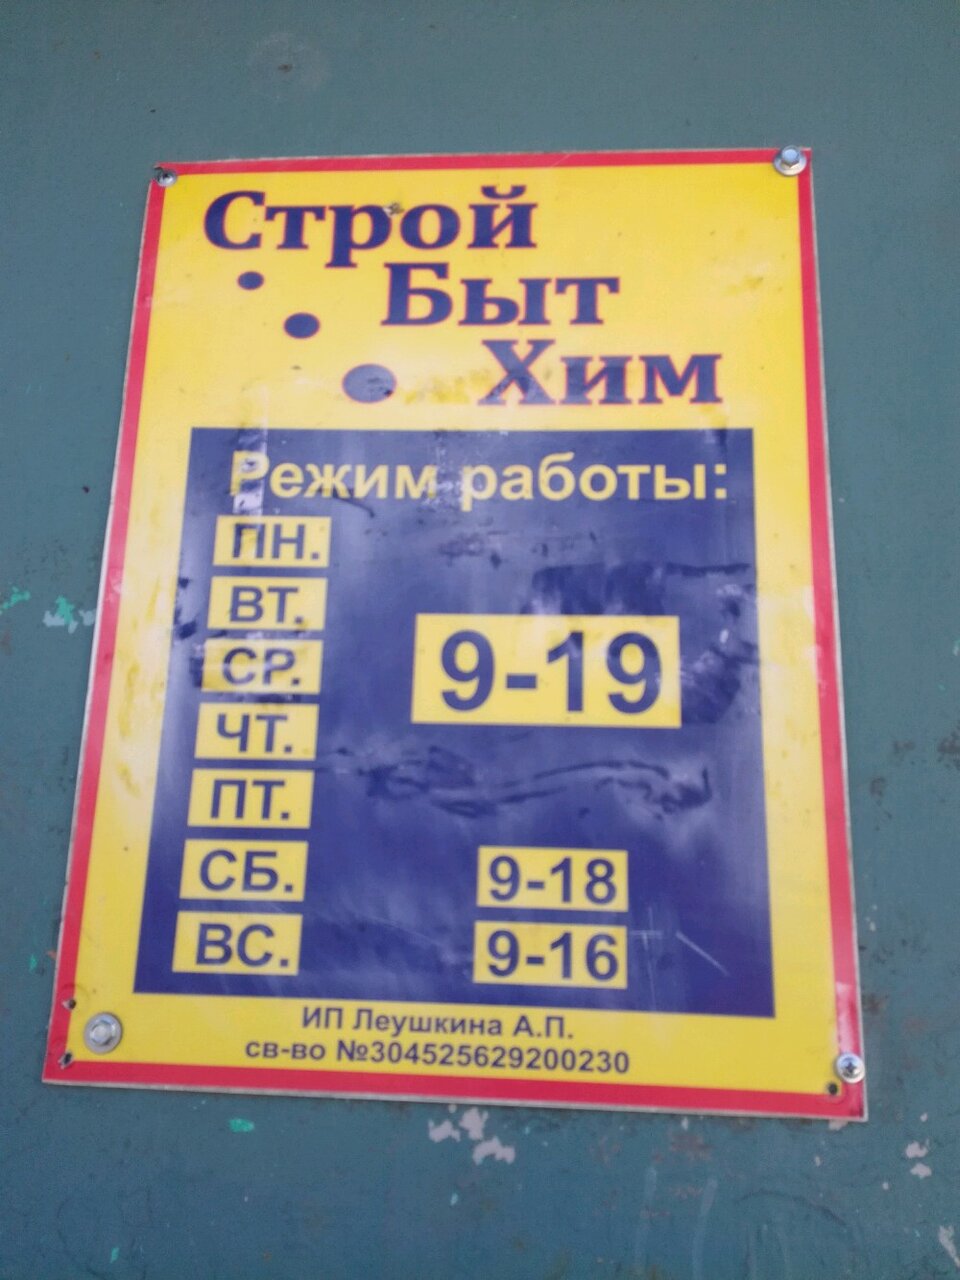 Строй
Быт
Хим
Режим работы:
ПН.
ВТ.
СР.
9-19
ЧТ.
ПТ.
СБ. 9-18
ВС. 9-16
ИП Леушкина А.П.
св-во №304525629200230